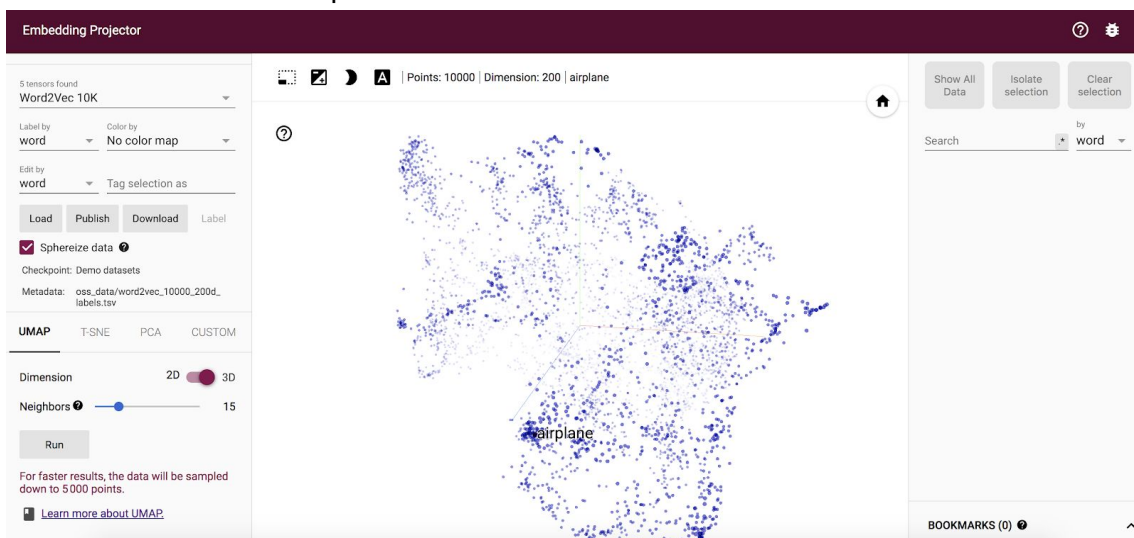 Embedding Projector
5 tensors found
Word2Vec 10K
Label by
word
Color by
No color map
Edit by
word
Tag selection as
Load Publish Download Label
Sphereize data
Checkpoint: Demo datasets
Metadata: oss_data/word2vec_10000_200d_
labels.tsv
UMAP T-SNE PCA CUSTOM
Dimension 2D 3D
Neighbors 15
Run
For faster results, the data will be sampled
down to 5000 points.
Learn more about UMAP.
A | Points: 10000 | Dimension: 200 | airplane
airplane
Show All
Data
Isolate
selection
Clear
selection
Search .* by
word
BOOKMARKS (0)